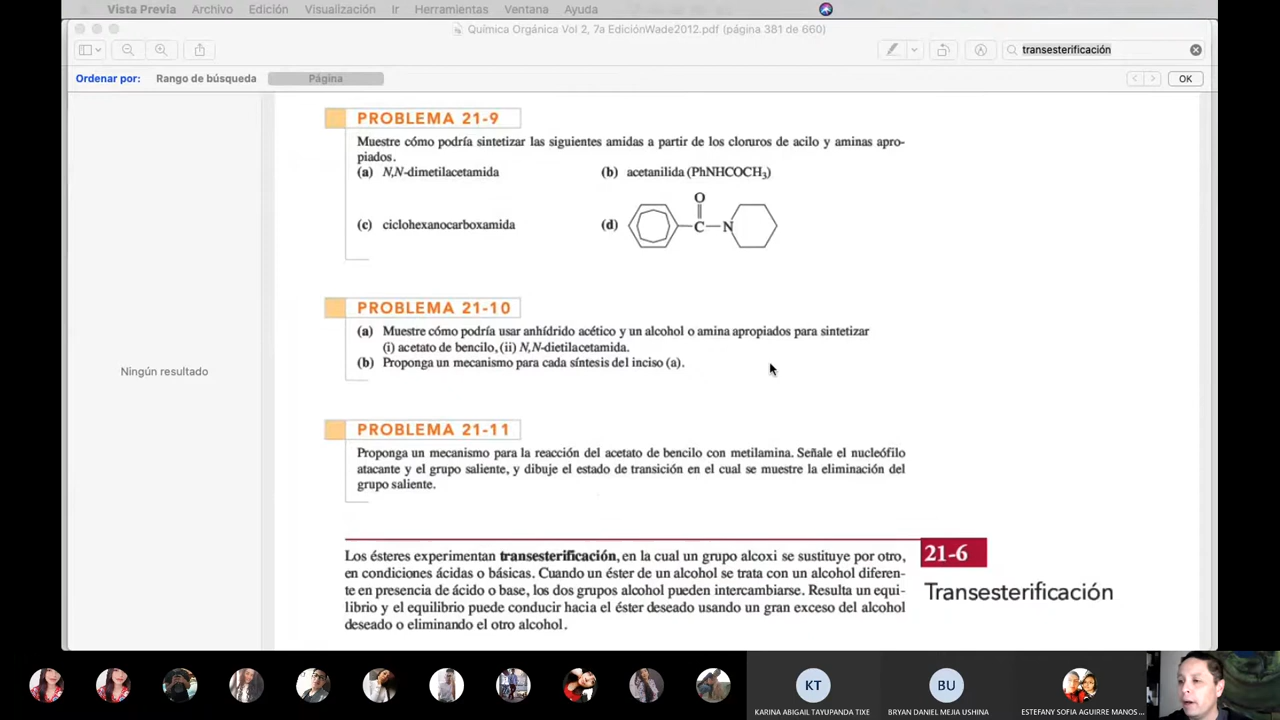 Vista Previa Archivo Edición Visualización Ir Herramientas Ventana Ayuda
Química Orgánica Vol 2, 7a EdiciónWade2012.pdf (página 381 de 660)
transesterificación
Ordenar por: Rango de búsqueda Página OK
Ningún resultado
PROBLEMA 21-9
Muestre cómo podría sintetizar las siguientes amidas a partir de los cloruros de acilo y aminas apro-
piados.
(a) N,N-dimetilacetamida (b) acetanilida (PhNHCOCH₃)
O
(c) ciclohexanocarboxamida (d) C—N
PROBLEMA 21-10
(a) Muestre cómo podría usar anhídrido acético y un alcohol o amina apropiados para sintetizar
(i) acetato de bencilo, (ii) N,N-dietilacetamida.
(b) Proponga un mecanismo para cada síntesis del inciso (a).
PROBLEMA 21-11
Proponga un mecanismo para la reacción del acetato de bencilo con metilamina. Señale el nucleófilo
atacante y el grupo saliente, y dibuje el estado de transición en el cual se muestre la eliminación del
grupo saliente.
21-6
Transesterificación
Los ésteres experimentan transesterificación, en la cual un grupo alcoxi se sustituye por otro,
en condiciones ácidas o básicas. Cuando un éster de un alcohol se trata con un alcohol diferen-
te en presencia de ácido o base, los dos grupos alcohol pueden intercambiarse. Resulta un equi-
librio y el equilibrio puede conducir hacia el éster deseado usando un gran exceso del alcohol
deseado o eliminando el otro alcohol.
KT BU
KARINA ABIGAIL TAYUPANDA TIXE BRYAN DANIEL MEJIA USHINA ESTEFANY SOFIA AGUIRRE MANOS ...